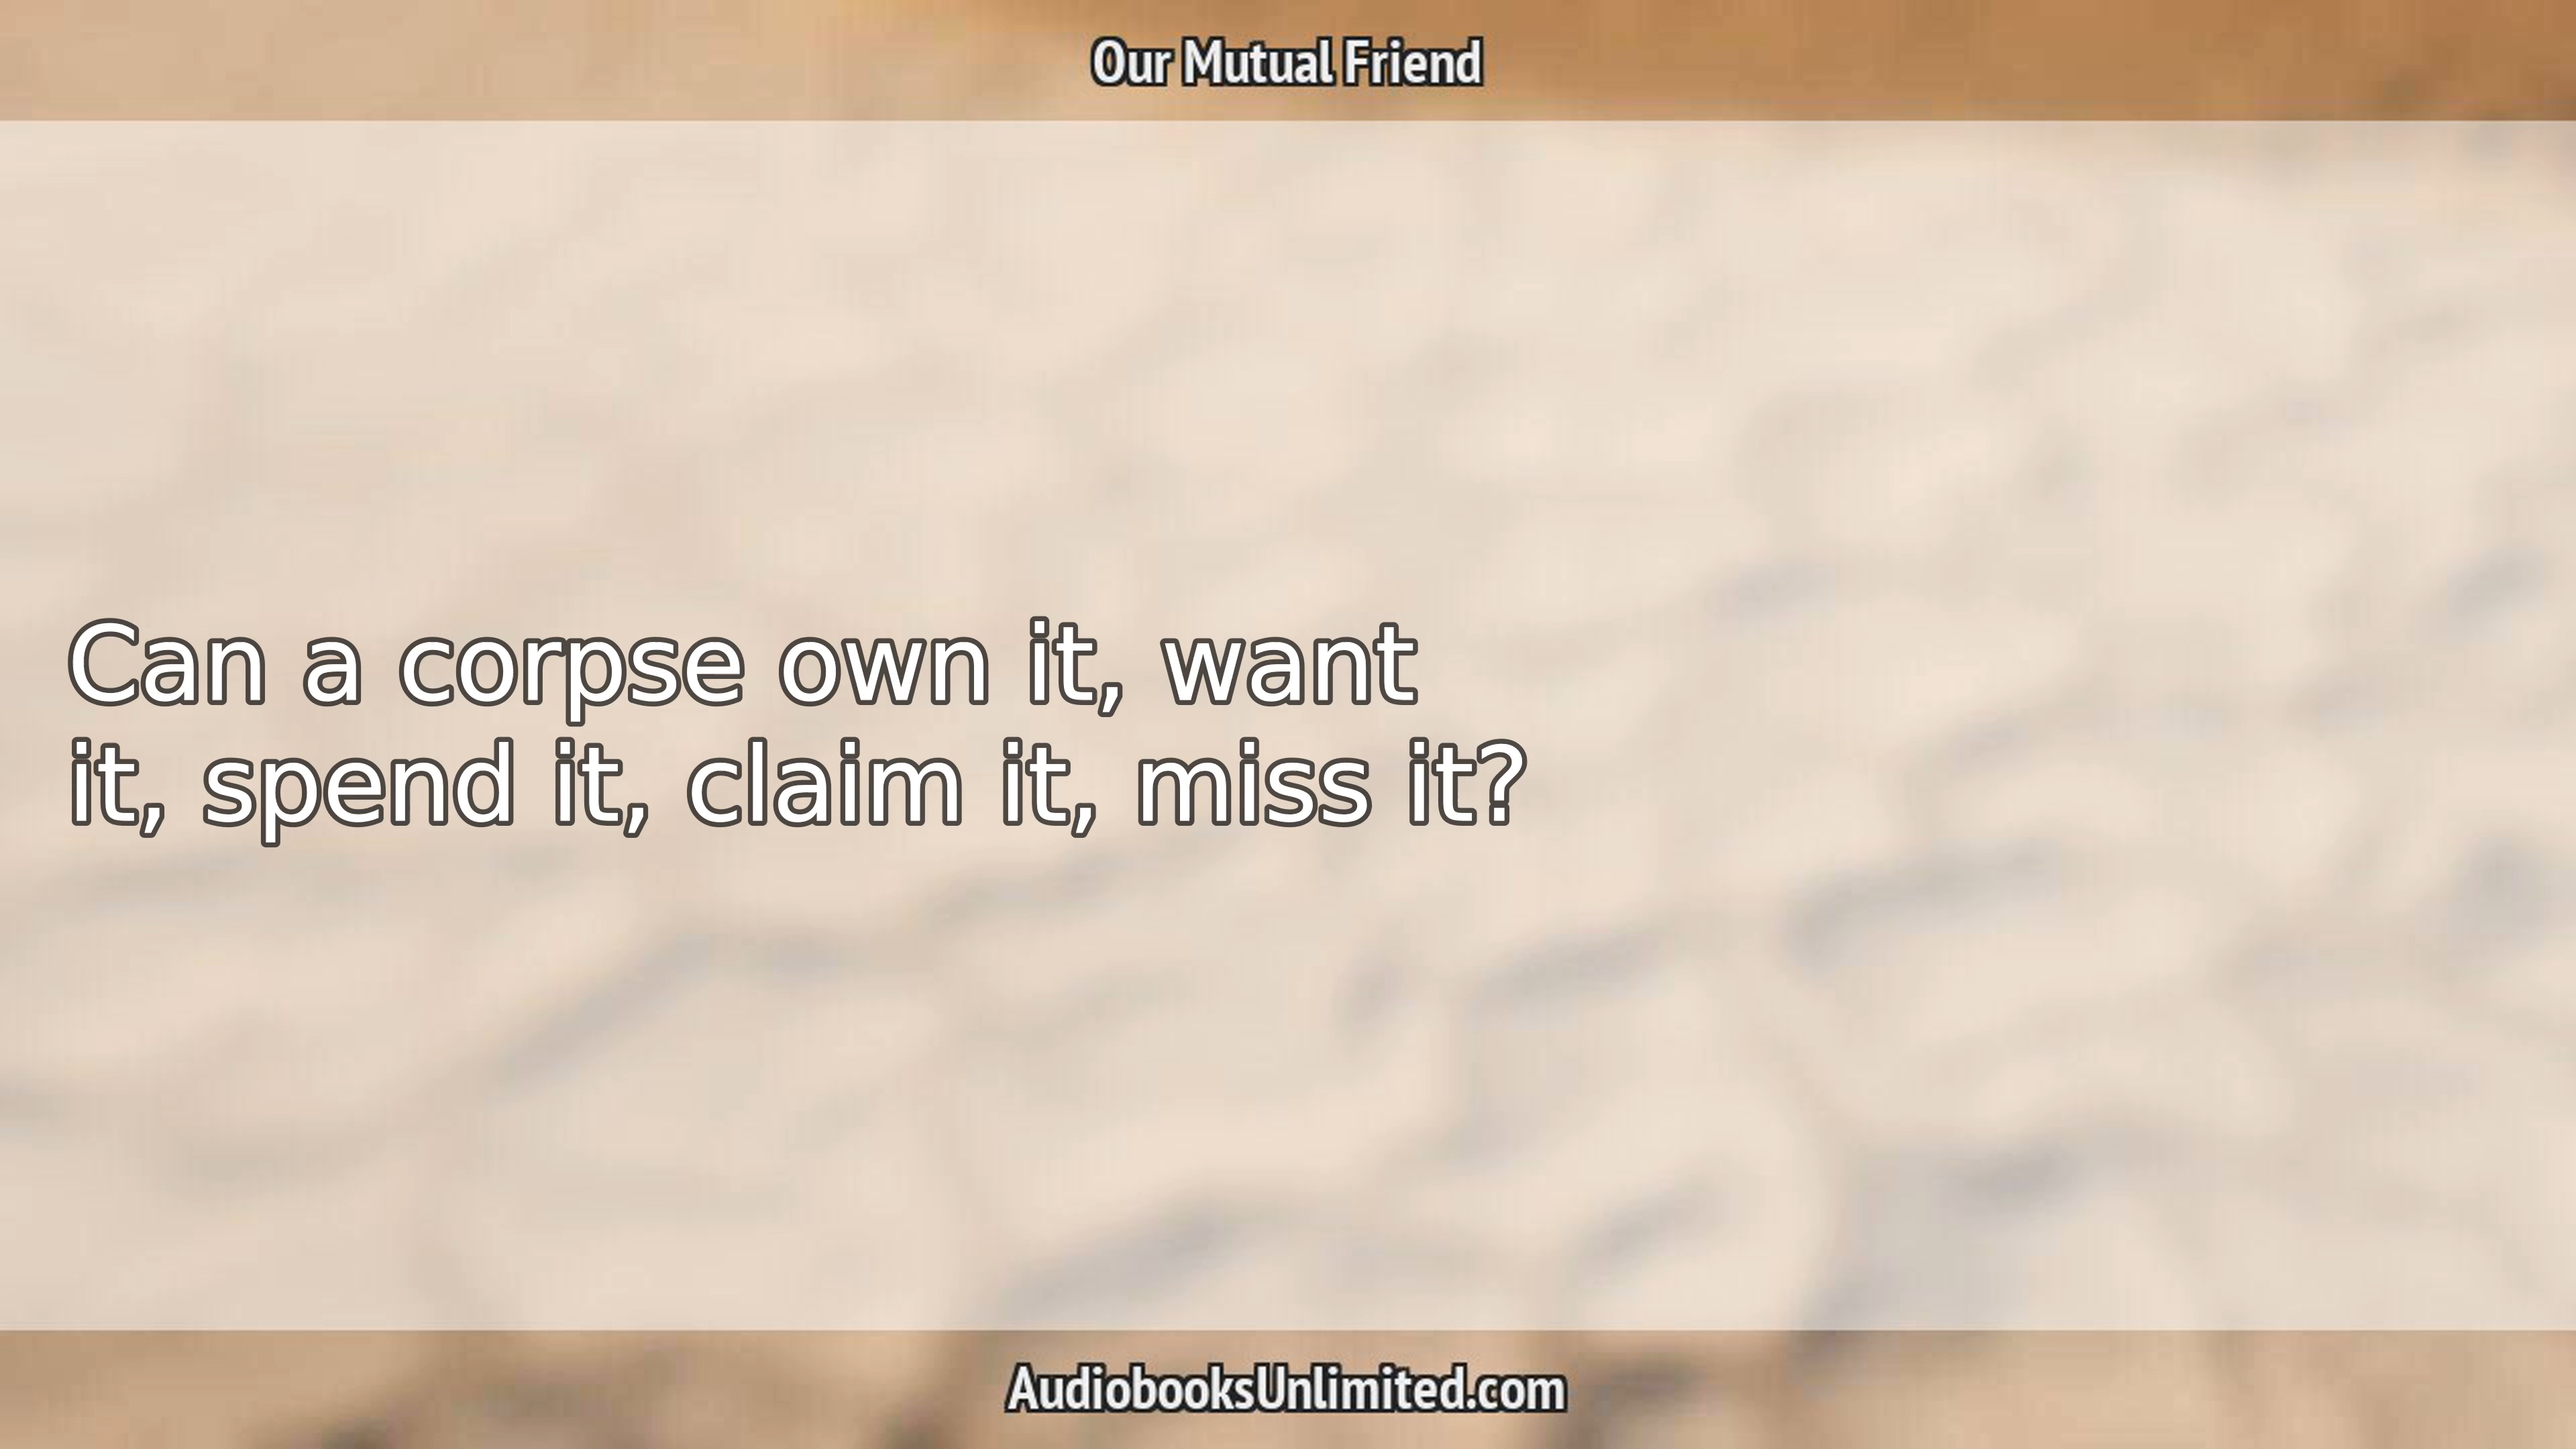 Our Mutual Friend
Can a corpse own it, want
it, spend it, claim it, miss it?
AudiobooksUnlimited.com